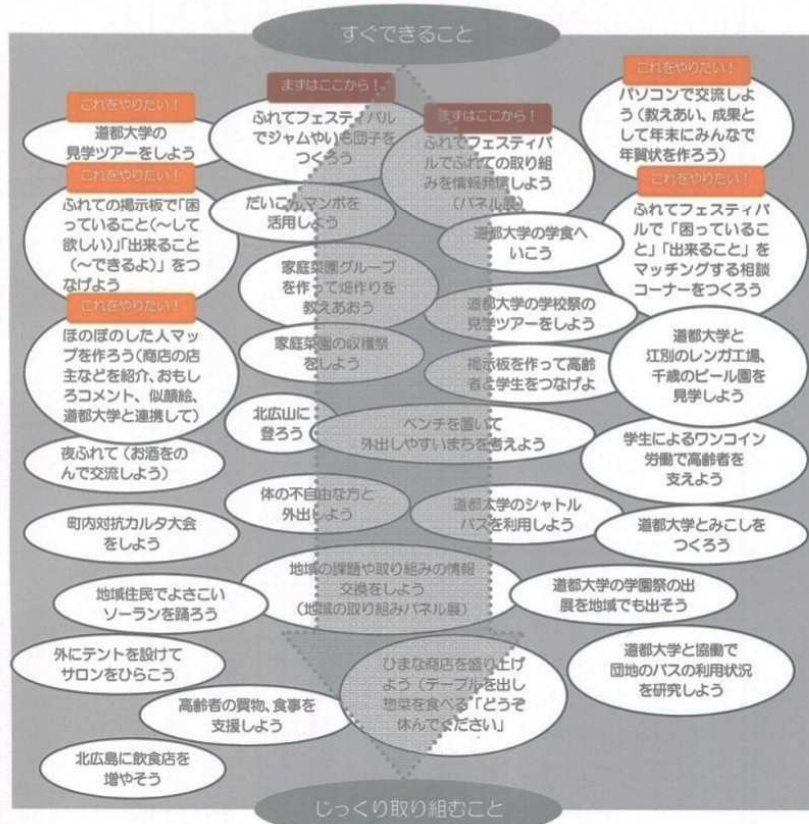 すぐできること
これをやりたい!
道都大学の
見学ツアーをしよう
まずはここから!
ふれてフェスティバル
でジャムやいも団子を
つくろう
まずはここから!
ふれてフェスティバ
ルでふれての取り組
みを情報発信しよう
(パネル展)
これをやりたい!
パソコンで交流しよ
う(教えあい、成果と
して年末にみんなで
年賀状を作ろう)
これをやりたい!
ふれての掲示板で「困
っていること(~して
欲しい)」「出来ること
(~できるよ)」をつ
なげよう
だいこんマンボを
活用しよう
道都大学の学食へ
いこう
これをやりたい!
ふれてフェスティバ
ルで「困っているこ
と」「出来ること」を
マッチングする相談
コーナーをつくろう
家庭菜園グループ
を作って畑作りを
教えあおう
道都大学の学校祭の
見学ツアーをしよう
これをやりたい!
ほのぼのした人マッ
プを作ろう(商店の店
主などを紹介、おもし
ろコメント、似顔絵、
道都大学と連携して)
家庭菜園の収穫祭
をしよう
掲示板を作って高齢
者と学生をつなげよ
道都大学と
江別のレンガ工場、
千歳のビール園を
見学しよう
北広山に
登ろう
ベンチを置いて
外出しやすいまちを考えよう
学生によるワンコイン
労働で高齢者を
支えよう
夜ふれて(お酒をの
んで交流しよう)
体の不自由な方と
外出しよう
道都大学のシャトル
バスを利用しよう
町内対抗カルタ大会
をしよう
道都大学とみこしを
つくろう
地域の課題や取り組みの情報
交換をしよう
(地域の取り組みパネル展)
地域住民でよさこい
ソーランを踊ろう
道都大学の学園祭の出
展を地域でも出そう
外にテントを設けて
サロンをひらこう
ひまな商店を盛り上げ
よう(テーブルを出し
惣菜を食べる「どうぞ
休んでください」
道都大学と協働で
団地のバスの利用状況
を研究しよう
高齢者の買物、食事を
支援しよう
北広島に飲食店を
増やそう
じっくり取り組むこと